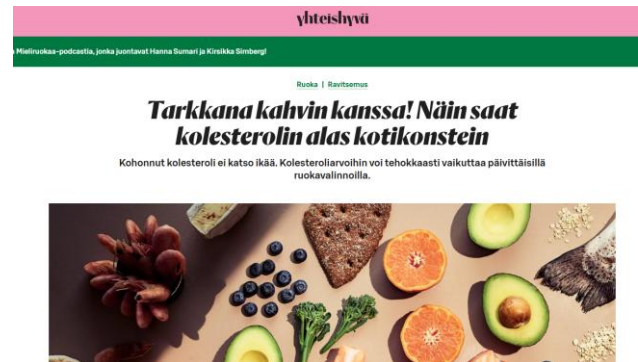 yhteishyvä
Mieliruokaa-podcastia, jonka juontavat Hanna Sumari ja Kirsikka Simberg!
Ruoka | Ravitsemus
Tarkkana kahvin kanssa! Näin saat
kolesterolin alas kotikonstein
Kohonnut kolesteroli ei katso ikää. Kolesteroliarvoihin voi tehokkaasti vaikuttaa päivittäisillä
ruokavalinnoilla.